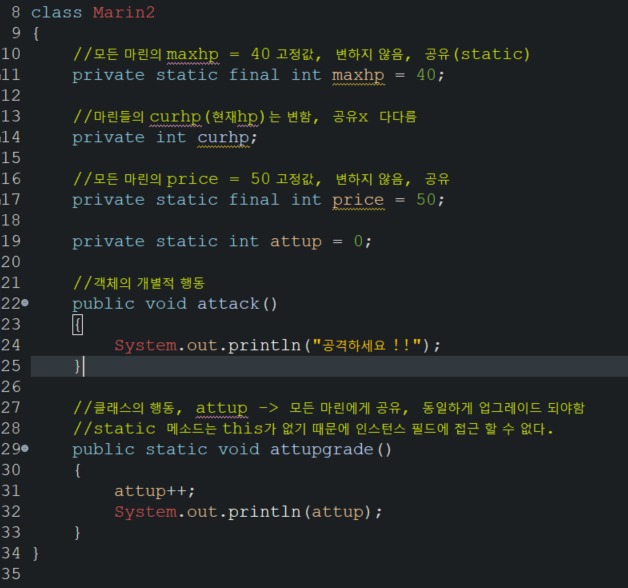 8 class Marin2
9 {
10 //모든 마린의 maxhp = 40 고정값, 변하지 않음, 공유(static)
11 private static final int maxhp = 40;
12
13 //마린들의 curhp(현재hp)는 변함, 공유x 다다름
14 private int curhp;
15
16 //모든 마린의 price = 50 고정값, 변하지 않음, 공유
17 private static final int price = 50;
18
19 private static int attup = 0;
20
21 //객체의 개별적 행동
22 public void attack()
23 {
24 System.out.println("공격하세요 !!");
25 }
26
27 //클래스의 행동, attup -> 모든 마린에게 공유, 동일하게 업그레이드 되야함
28 //static 메소드는 this가 없기 때문에 인스턴스 필드에 접근 할 수 없다.
29 public static void attupgrade()
30 {
31 attup++;
32 System.out.println(attup);
33 }
34 }
35